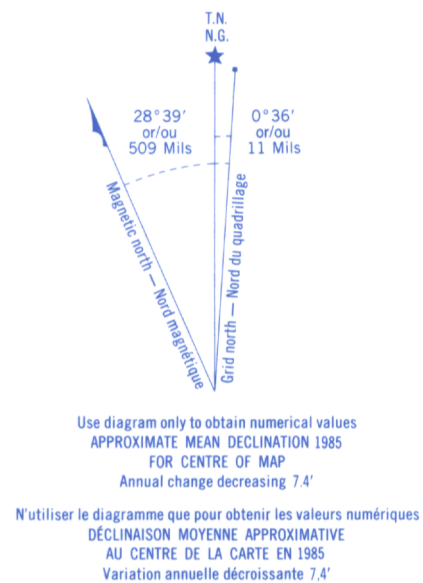 T.N.
N.G.
28°39′
or/ou
509 Mils
0°36′
or/ou
11 Mils
Magnetic north — Nord magnétique
Grid north — Nord du quadrillage
Use diagram only to obtain numerical values
APPROXIMATE MEAN DECLINATION 1985
FOR CENTRE OF MAP
Annual change decreasing 7.4′
N'utiliser le diagramme que pour obtenir les valeurs numériques
DÉCLINAISON MOYENNE APPROXIMATIVE
AU CENTRE DE LA CARTE EN 1985
Variation annuelle décroissante 7,4′